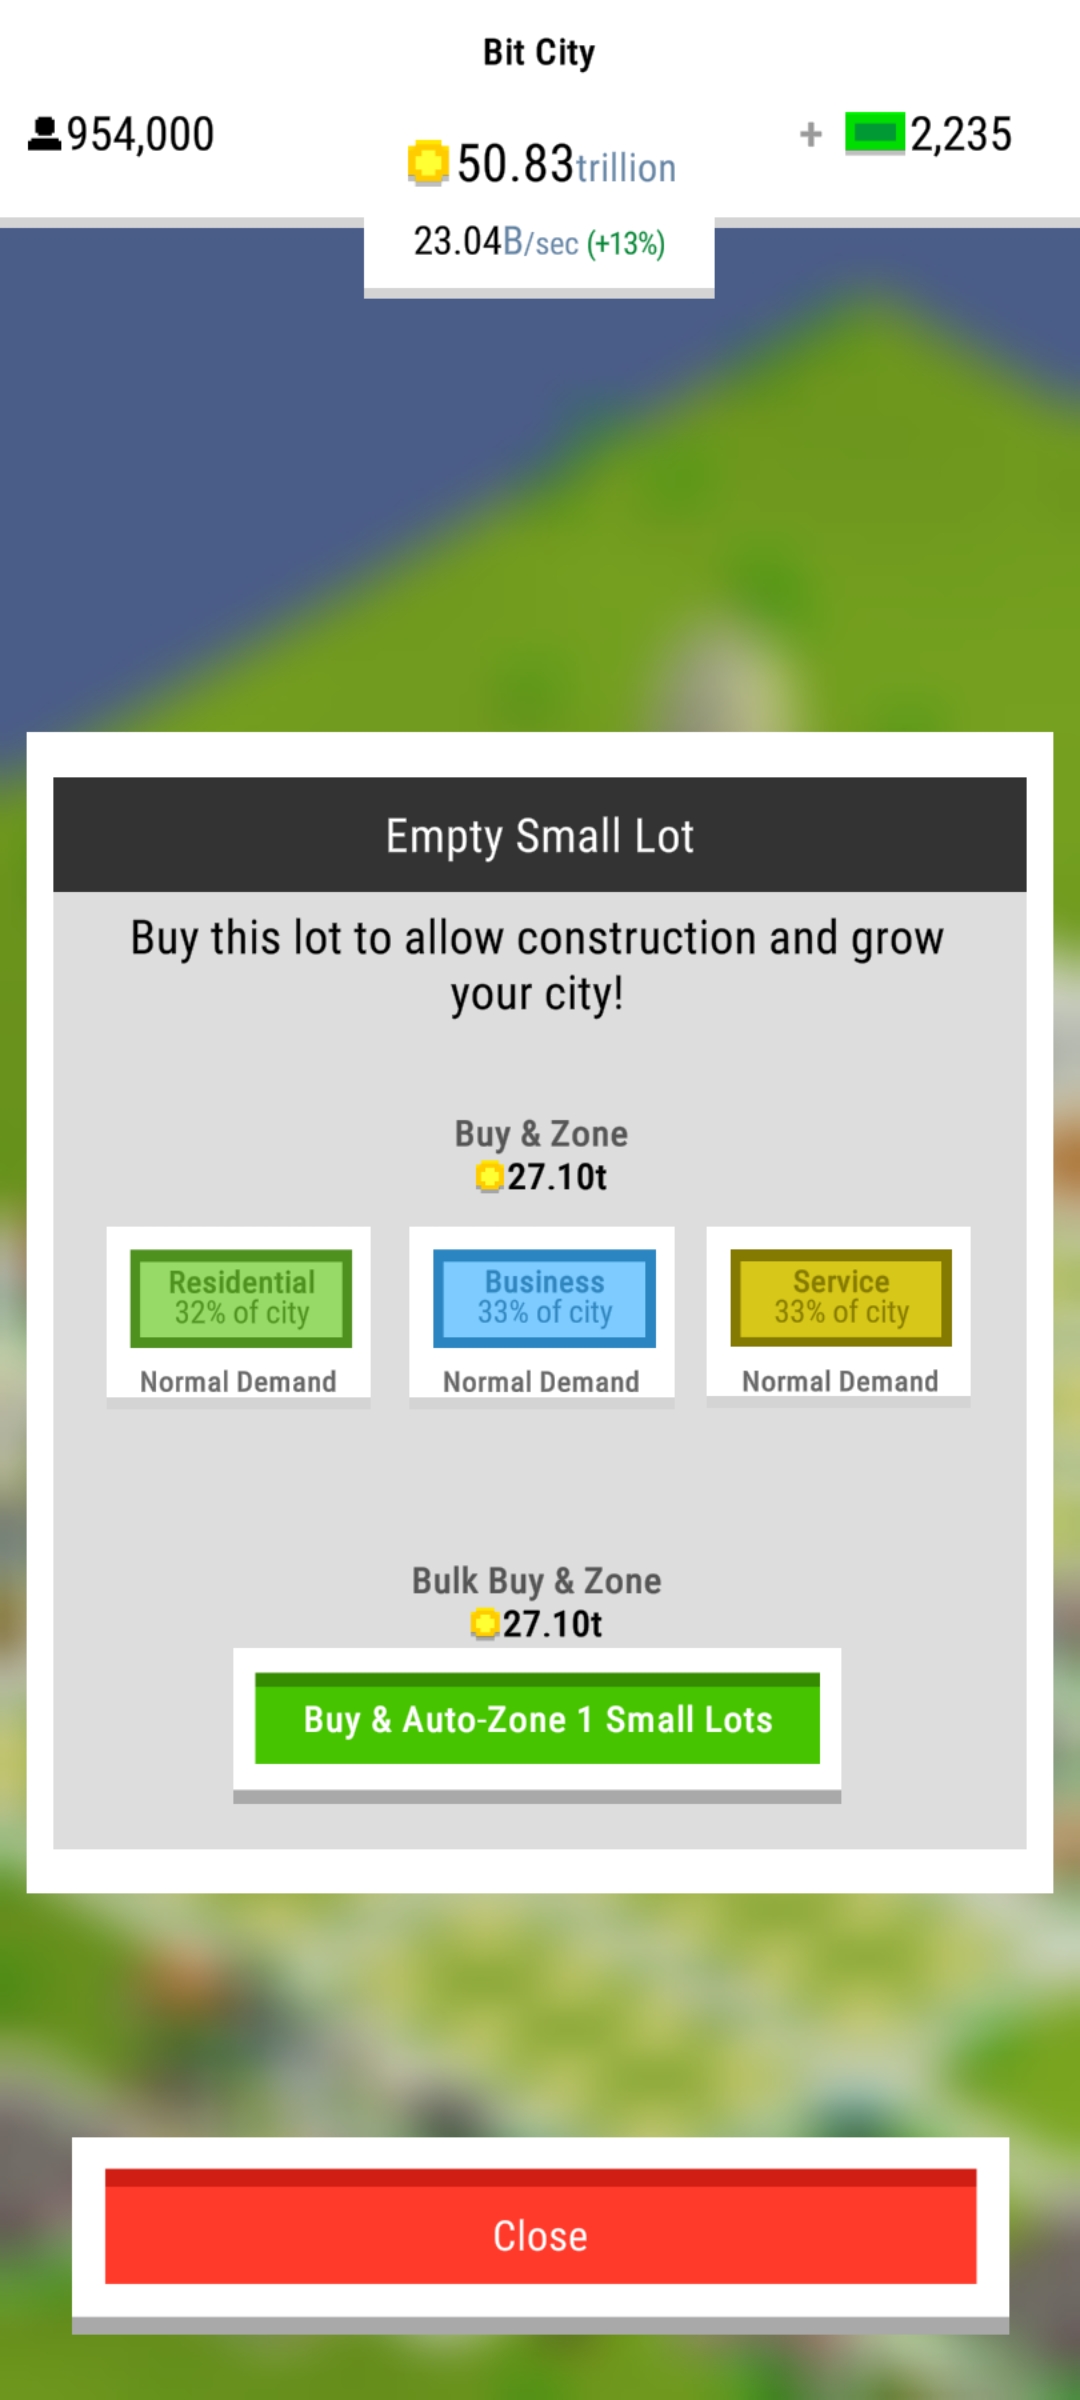 Bit City
954,000
50.83trillion
+ 2,235
23.04B/sec (+13%)
Empty Small Lot
Buy this lot to allow construction and grow
your city!
Buy & Zone
27.10t
Residential
32% of city
Normal Demand
Business
33% of city
Normal Demand
Service
33% of city
Normal Demand
Bulk Buy & Zone
27.10t
Buy & Auto-Zone 1 Small Lots
Close